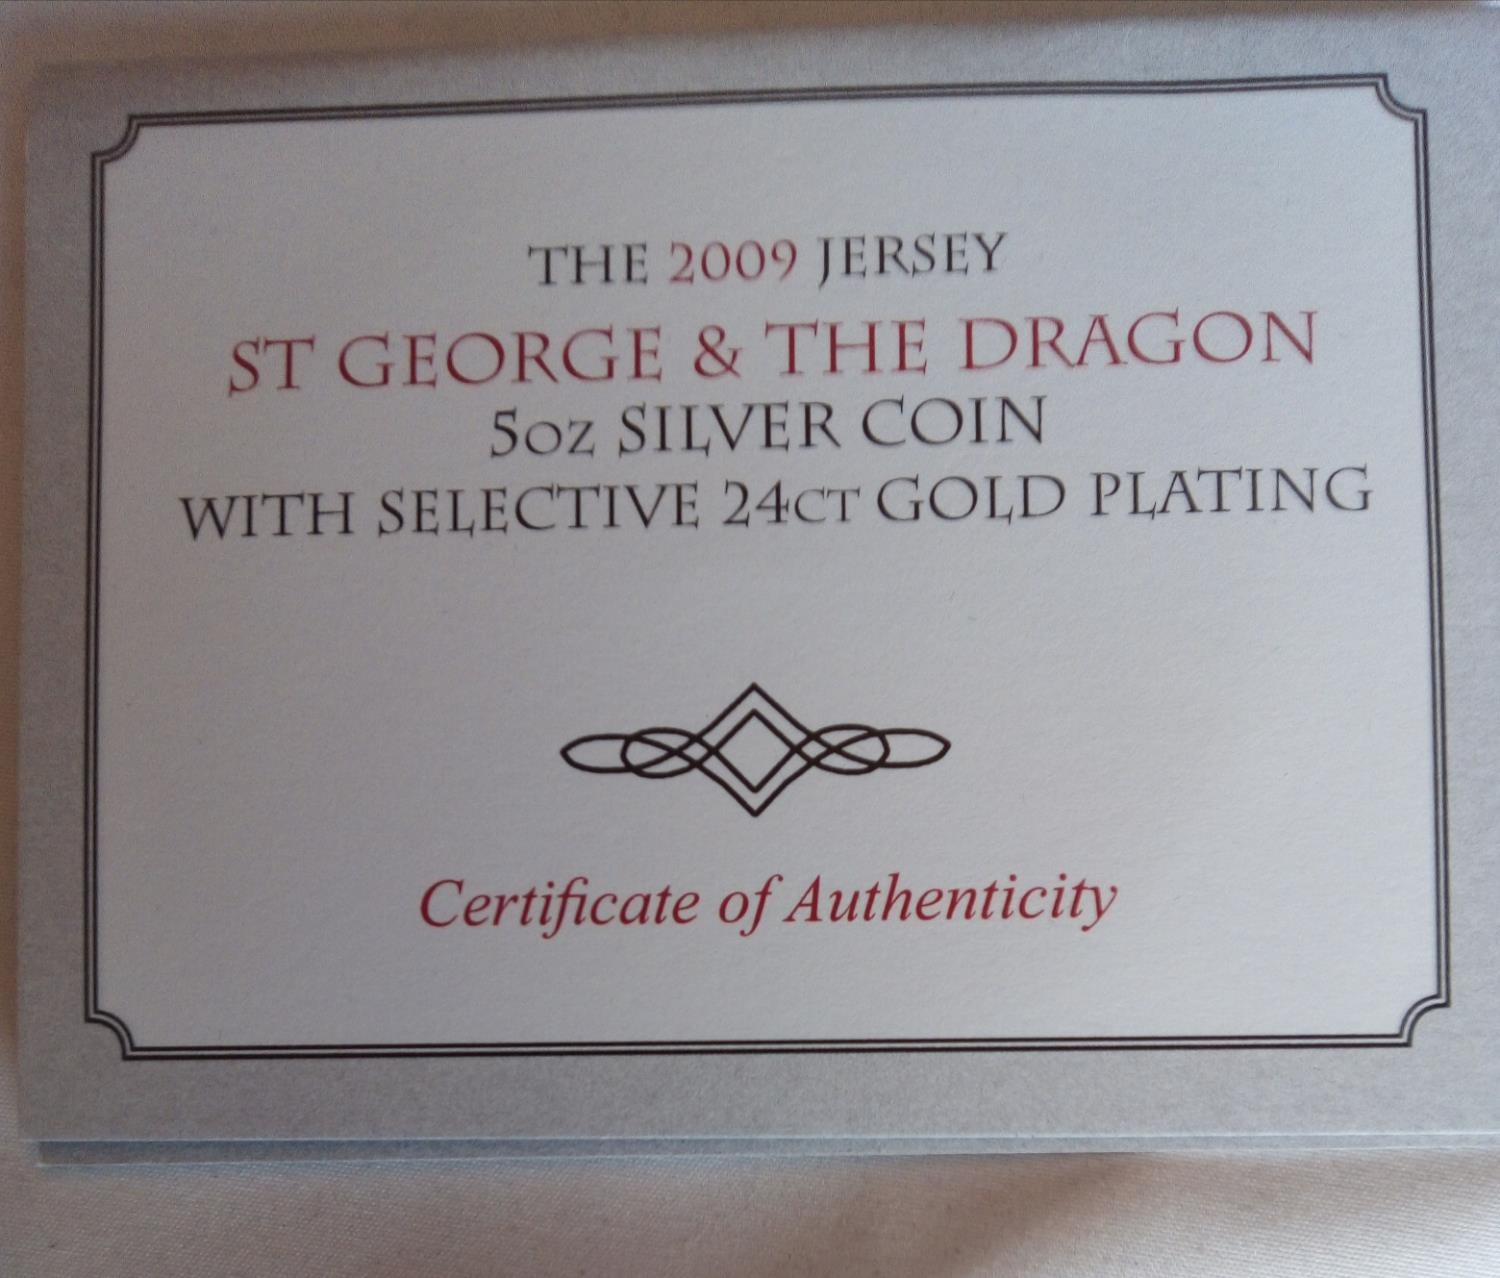 THE 2009 JERSEY
ST GEORGE & THE DRAGON
5OZ SILVER COIN
WITH SELECTIVE 24CT GOLD PLATING
Certificate of Authenticity